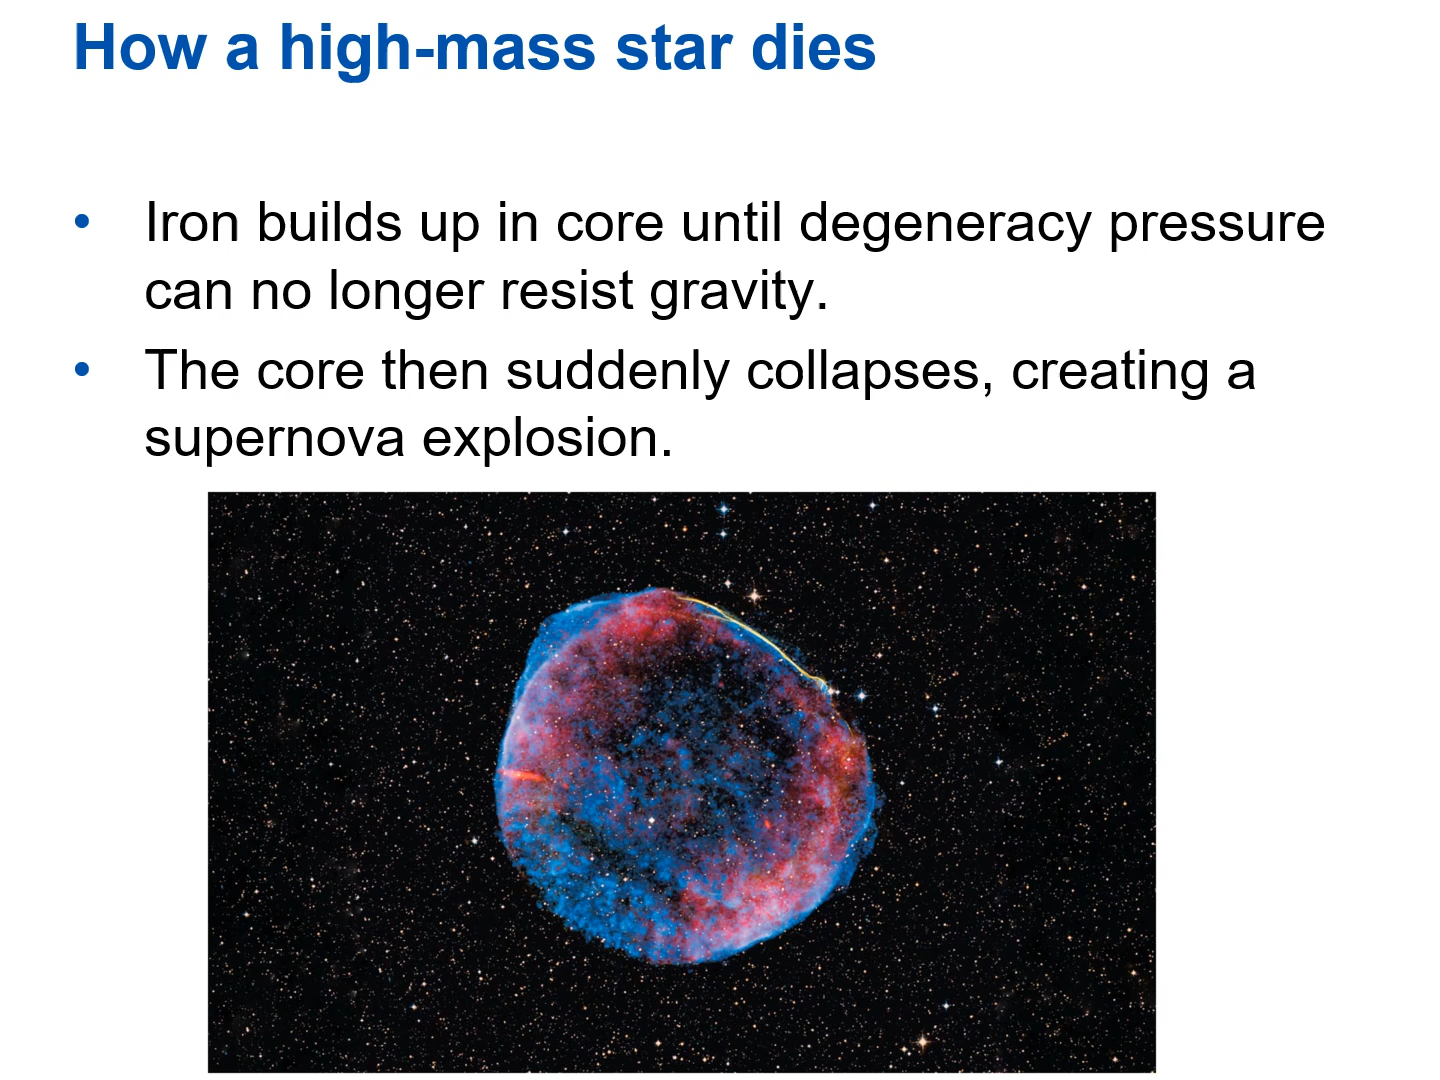 How a high-mass star dies
• Iron builds up in core until degeneracy pressure
can no longer resist gravity.
• The core then suddenly collapses, creating a
supernova explosion.